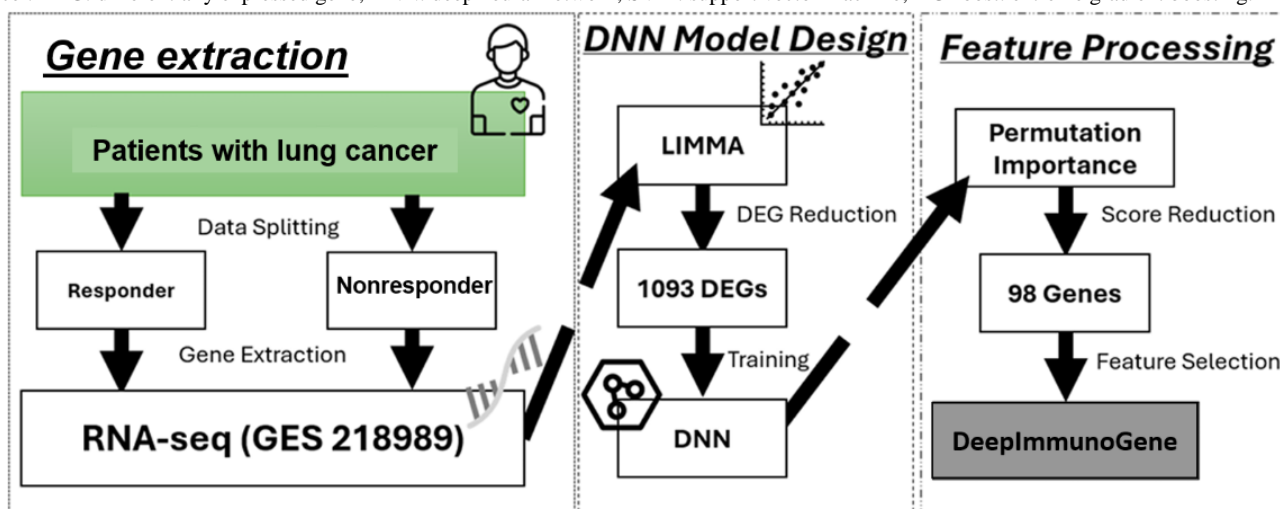 Gene extraction
Patients with lung cancer
Data Splitting
Responder
Nonresponder
Gene Extraction
RNA-seq (GES 218989)
DNN Model Design
LIMMA
DEG Reduction
1093 DEGs
Training
DNN
Feature Processing
Permutation
Importance
Score Reduction
98 Genes
Feature Selection
DeepImmunoGene